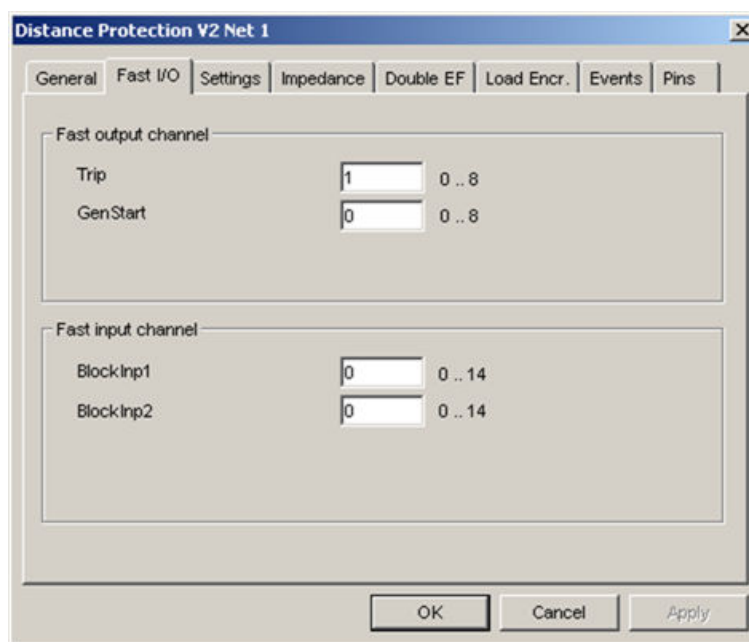 Distance Protection V2 Net 1
General Fast I/O Settings Impedance Double EF Load Encr. Events Pins
Fast output channel
Trip 1 0 .. 8
GenStart 0 0 .. 8
Fast input channel
BlockInp1 0 0 .. 14
BlockInp2 0 0 .. 14
OK Cancel Apply